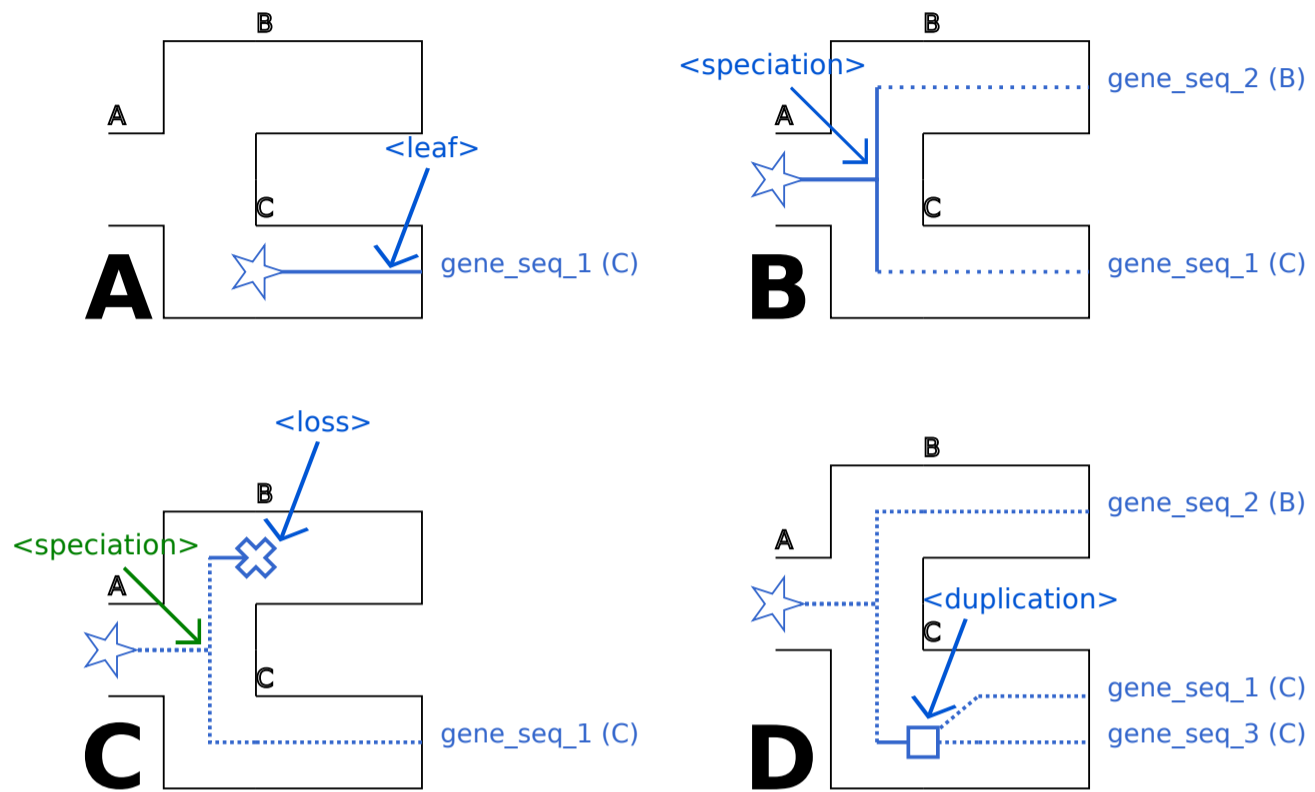 B
A
<leaf>
C
gene_seq_1 (C)
A
B
<speciation>
gene_seq_2 (B)
A
C
gene_seq_1 (C)
B
<loss>
B
<speciation>
A
C
gene_seq_1 (C)
C
B
gene_seq_2 (B)
A
<duplication>
C
gene_seq_1 (C)
gene_seq_3 (C)
D